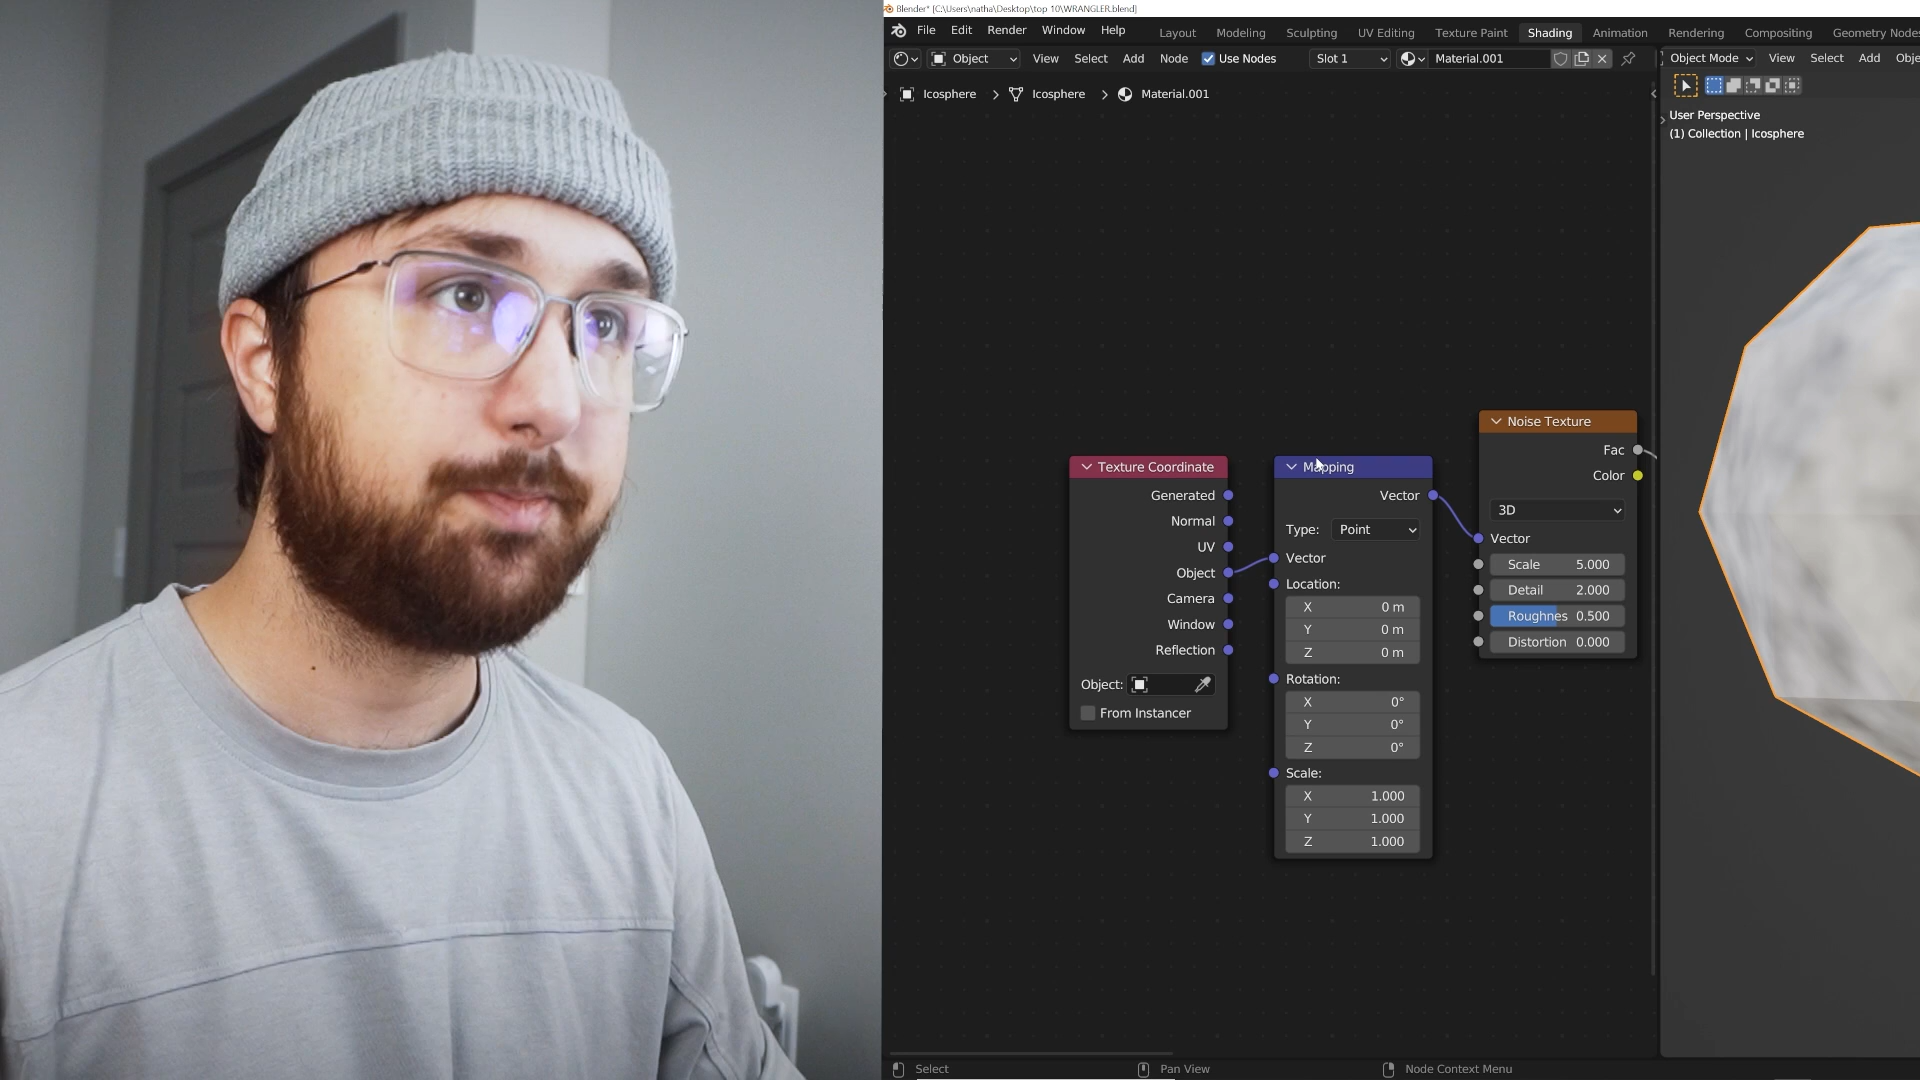 Blender* [C:\Users\natha\Desktop\top 10\WRANGLER.blend]
File Edit Render Window Help Layout Modeling Sculpting UV Editing Texture Paint Shading Animation Rendering Compositing Geometry Nodes
Object View Select Add Node Use Nodes Slot 1 Material.001
Object Mode View Select Add Obje
Icosphere > Icosphere > Material.001
User Perspective
(1) Collection | Icosphere
Texture Coordinate
Generated
Normal
UV
Object
Camera
Window
Reflection
Object:
From Instancer
Mapping
Vector
Type: Point
Vector
Location:
X 0 m
Y 0 m
Z 0 m
Rotation:
X 0°
Y 0°
Z 0°
Scale:
X 1.000
Y 1.000
Z 1.000
Noise Texture
Fac
Color
3D
Vector
Scale 5.000
Detail 2.000
Roughnes 0.500
Distortion 0.000
Select Pan View Node Context Menu